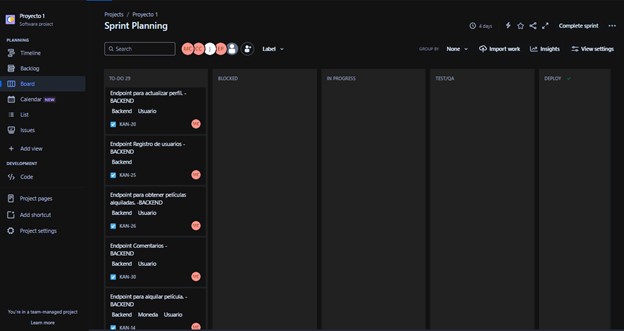 Proyecto 1
Software project
PLANNING
Timeline
Backlog
Board
Calendar NEW
List
Issues
+ Add view
DEVELOPMENT
Code
Project pages
Add shortcut
Project settings
You're in a team-managed project
Learn more
Projects / Proyecto 1
Sprint Planning
4 days
Complete sprint
Search
Label
GROUP BY
None
Import work
Insights
View settings
TO-DO 29
Endpoint para actualizar perfil. -
BACKEND
Backend Usuario
KAN-20
Endpoint Registro de usuarios -
BACKEND
Backend
KAN-25
Endpoint para obtener películas
alquiladas. -BACKEND
Backend Usuario
KAN-26
Endpoint Comentarios -
BACKEND
Backend Usuario
KAN-30
Endpoint para alquilar película. -
BACKEND
Backend Moneda Usuario
KAN-14
BLOCKED
IN PROGRESS
TEST/QA
DEPLOY